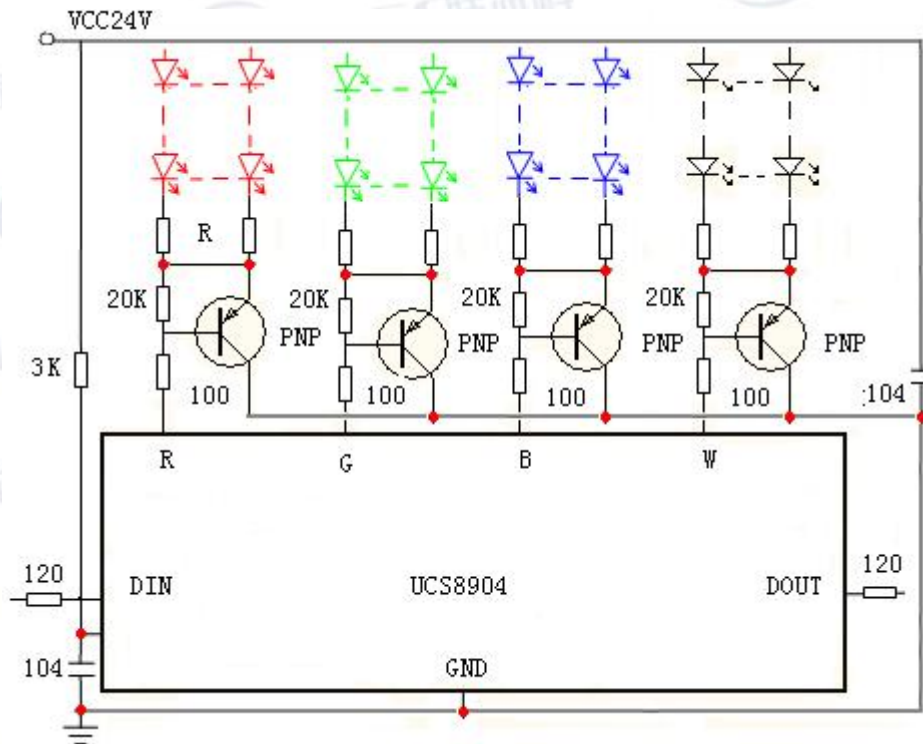 VCC24V
R
20K
20K
20K
20K
PNP
PNP
PNP
PNP
3K
100
100
100
100
:104
R
G
B
W
120
DIN
UCS8904
DOUT
120
104
GND